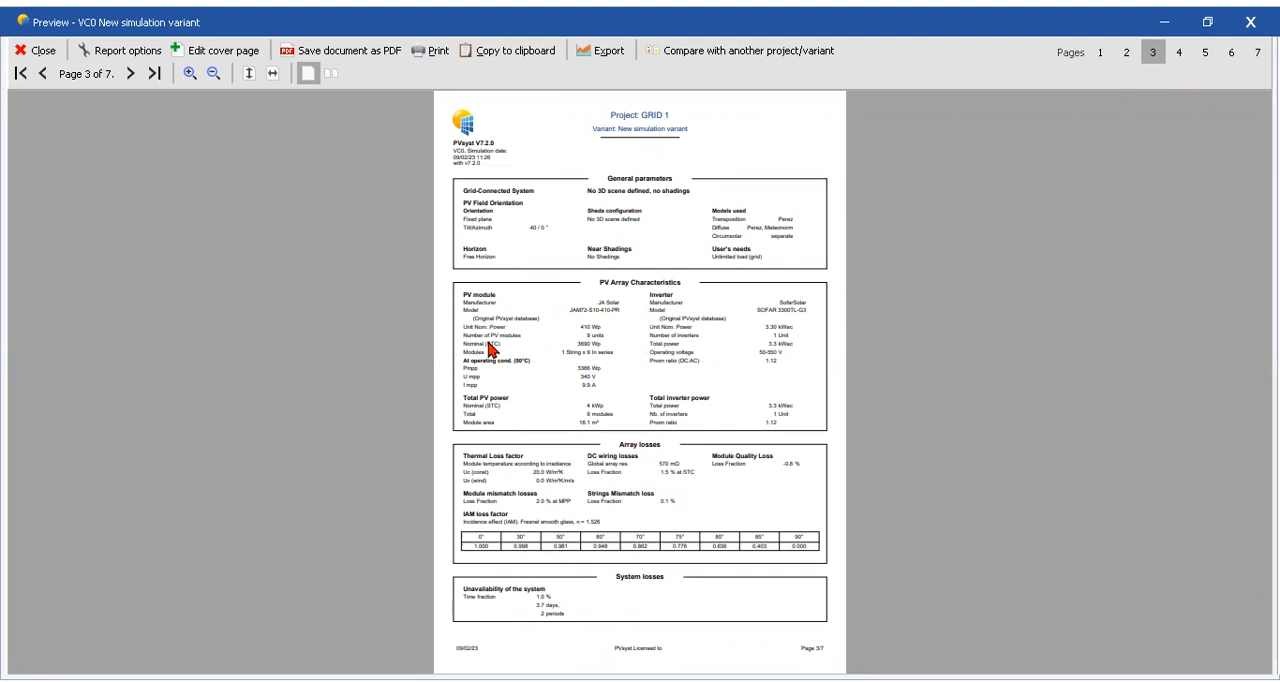 Preview - VC0 New simulation variant
Close Report options Edit cover page Save document as PDF Print Copy to clipboard Export Compare with another project/variant Pages 1 2 3 4 5 6 7
Page 3 of 7.
Project: GRID 1
Variant: New simulation variant
PVsyst V7.2.0
VC0, Simulation date:
09/02/23 11:26
with v7.2.0
General parameters
Grid-Connected System No 3D scene defined, no shadings
PV Field Orientation
Orientation Sheds configuration Models used
Fixed plane No 3D scene defined Transposition Perez
Tilt/Azimuth 40 / 0 ° Diffuse Perez, Meteonorm
Circumsolar separate
Horizon Near Shadings User's needs
Free Horizon No Shadings Unlimited load (grid)
PV Array Characteristics
PV module Inverter
Manufacturer JA Solar Manufacturer SofarSolar
Model JAM72-S10-410-PR Model SOFAR 3300TL-G3
(Original PVsyst database) (Original PVsyst database)
Unit Nom. Power 410 Wp Unit Nom. Power 3.30 kWac
Number of PV modules 9 units Number of inverters 1 Unit
Nominal (STC) 3690 Wp Total power 3.3 kWac
Modules 1 String x 9 In series Operating voltage 50-550 V
At operating cond. (50°C) Pnom ratio (DC:AC) 1.12
Pmpp 3366 Wp
U mpp 340 V
I mpp 9.9 A
Total PV power Total inverter power
Nominal (STC) 4 kWp Total power 3.3 kWac
Total 9 modules Nb. of inverters 1 Unit
Module area 18.1 m² Pnom ratio 1.12
Array losses
Thermal Loss factor DC wiring losses Module Quality Loss
Module temperature according to irradiance Global array res. 570 mΩ Loss Fraction -0.8 %
Uc (const) 20.0 W/m²K Loss Fraction 1.5 % at STC
Uv (wind) 0.0 W/m²K/m/s
Module mismatch losses Strings Mismatch loss
Loss Fraction 2.0 % at MPP Loss Fraction 0.1 %
IAM loss factor
Incidence effect (IAM): Fresnel smooth glass, n = 1.526
0° 30° 50° 60° 70° 75° 80° 85° 90°
1.000 0.998 0.981 0.948 0.862 0.776 0.636 0.403 0.000
System losses
Unavailability of the system
Time fraction 1.0 %
3.7 days,
2 periods
09/02/23 PVsyst Licensed to Page 3/7